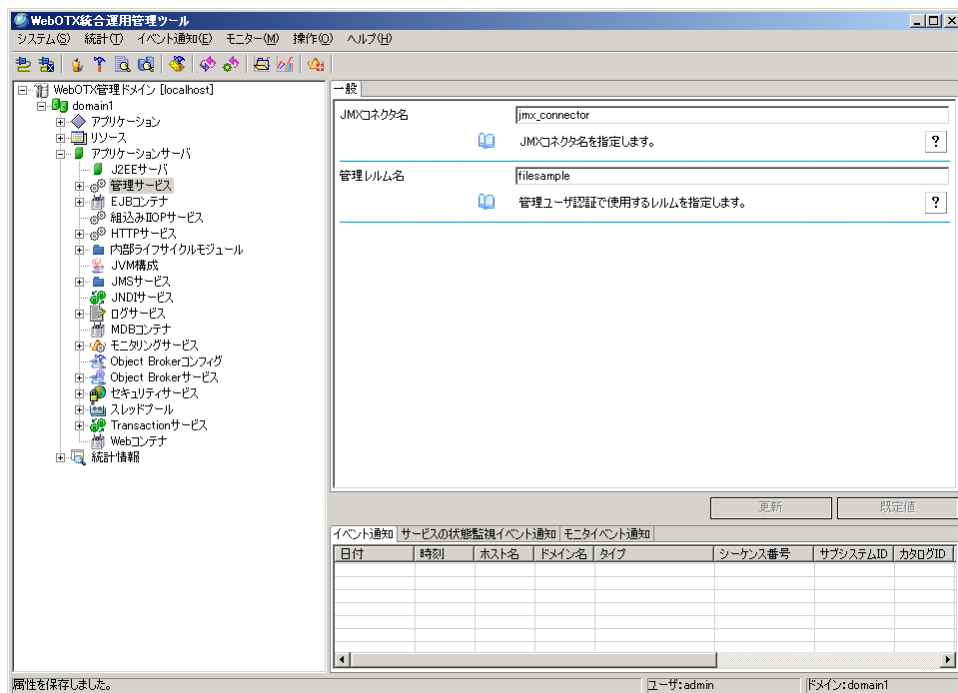 WebOTX統合運用管理ツール
システム(S) 統計(T) イベント通知(E) モニター(M) 操作(O) ヘルプ(H)
WebOTX管理ドメイン [localhost]
domain1
アプリケーション
リソース
アプリケーションサーバ
J2EEサーバ
管理サービス
EJBコンテナ
組込みIIOPサービス
HTTPサービス
内部ライフサイクルモジュール
JVM構成
JMSサービス
JNDIサービス
ログサービス
MDBコンテナ
モニタリングサービス
Object Brokerコンフィグ
Object Brokerサービス
セキュリティサービス
スレッドプール
Transactionサービス
Webコンテナ
統計情報
一般
JMXコネクタ名 jmx_connector
JMXコネクタ名を指定します。 ?
管理レルム名 filesample
管理ユーザ認証で使用するレルムを指定します。 ?
更新 既定値
イベント通知 サービスの状態監視イベント通知 モニタイベント通知
日付 時刻 ホスト名 ドメイン名 タイプ シーケンス番号 サブシステムID カタログID
属性を保存しました。 ユーザ:admin ドメイン:domain1